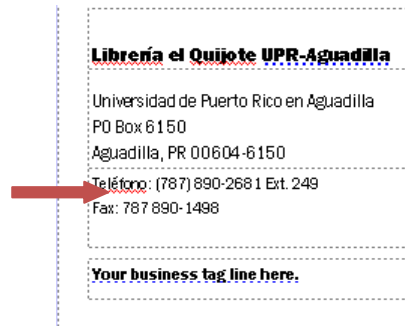 Librería el Quijote UPR-Aguadilla
Universidad de Puerto Rico en Aguadilla
PO Box 6150
Aguadilla, PR 00604-6150
Teléfono: (787) 890-2681 Ext. 249
Fax: 787 890-1498
Your business tag line here.